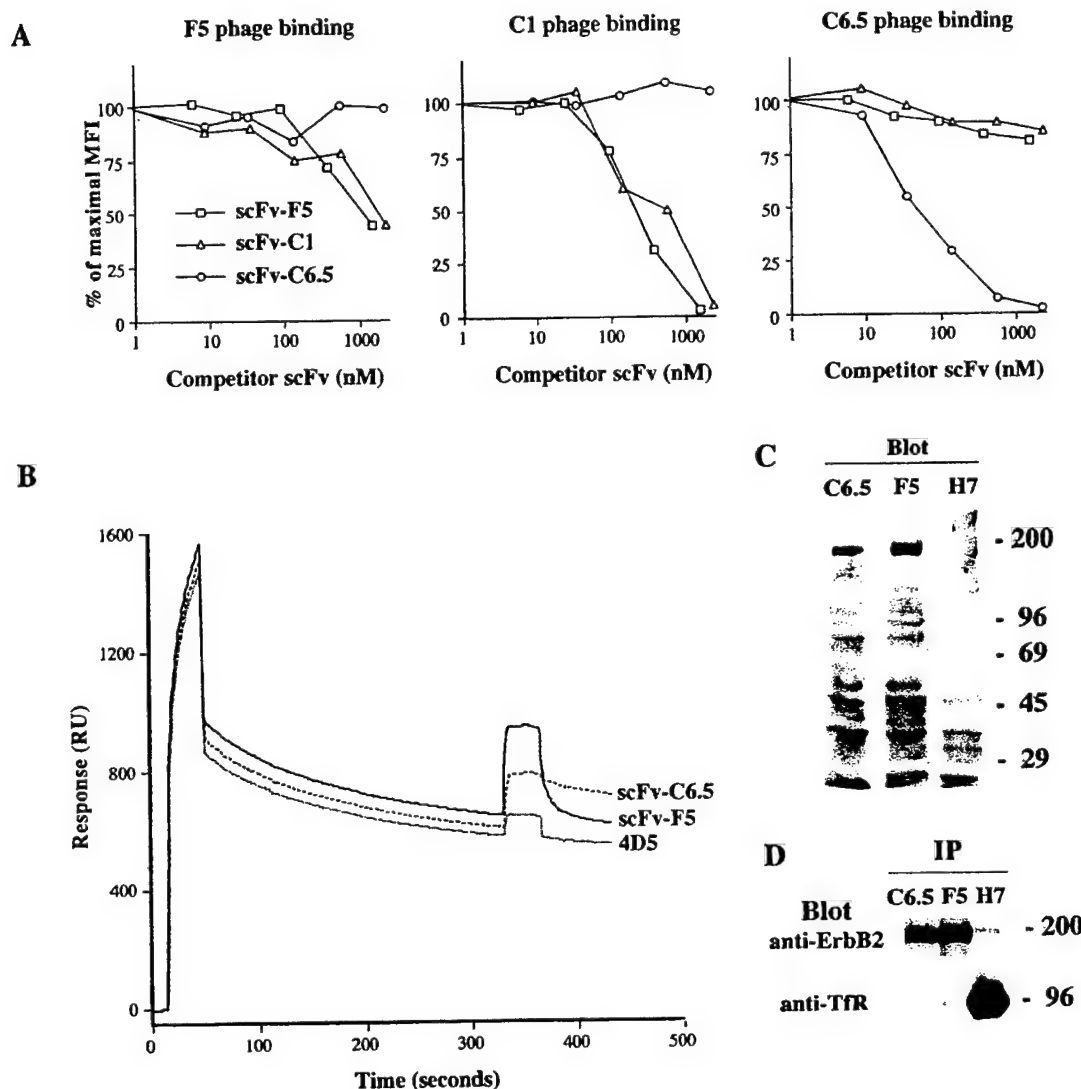 A
F5 phage binding
C1 phage binding
C6.5 phage binding
% of maximal MFI
100
75
50
25
0
scFv-F5
scFv-C1
scFv-C6.5
1 10 100 1000
Competitor scFv (nM)
100
75
50
25
0
1 10 100 1000
Competitor scFv (nM)
100
75
50
25
0
1 10 100 1000
Competitor scFv (nM)
B
Response (RU)
1600
1200
800
400
0
scFv-C6.5
scFv-F5
4D5
0 100 200 300 400 500
Time (seconds)
C
Blot
C6.5 F5 H7
- 200
- 96
- 69
- 45
- 29
D
IP
C6.5 F5 H7
Blot
anti-ErbB2
- 200
anti-TfR
- 96